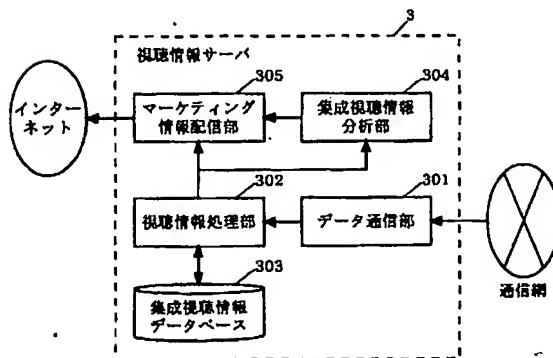 3
視聴情報サーバ
305
304
インター
ネット
マーケティング
情報配信部
集成視聴情報
分析部
302
301
視聴情報処理部
データ通信部
303
集成視聴情報
データベース
通信網